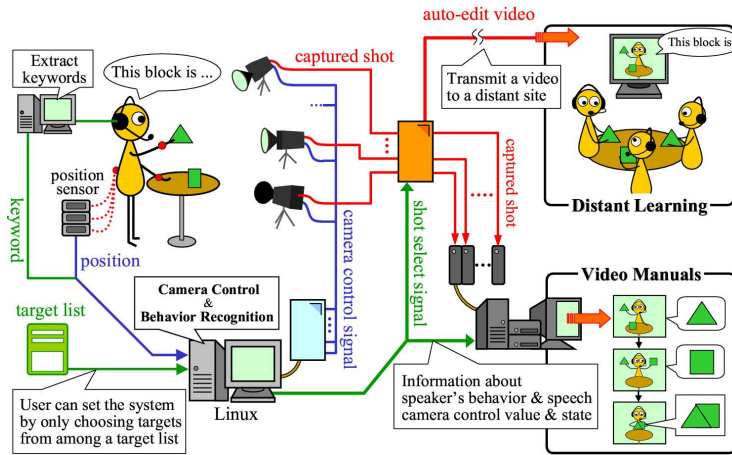 Extract
keywords
This block is ...
captured shot
auto-edit video
Transmit a video
to a distant site
This block is
Distant Learning
position
sensor
keyword
position
camera control signal
shot select signal
captured shot
target list
Camera Control
&
Behavior Recognition
Linux
User can set the system
by only choosing targets
from among a target list
Information about
speaker's behavior & speech
camera control value & state
Video Manuals